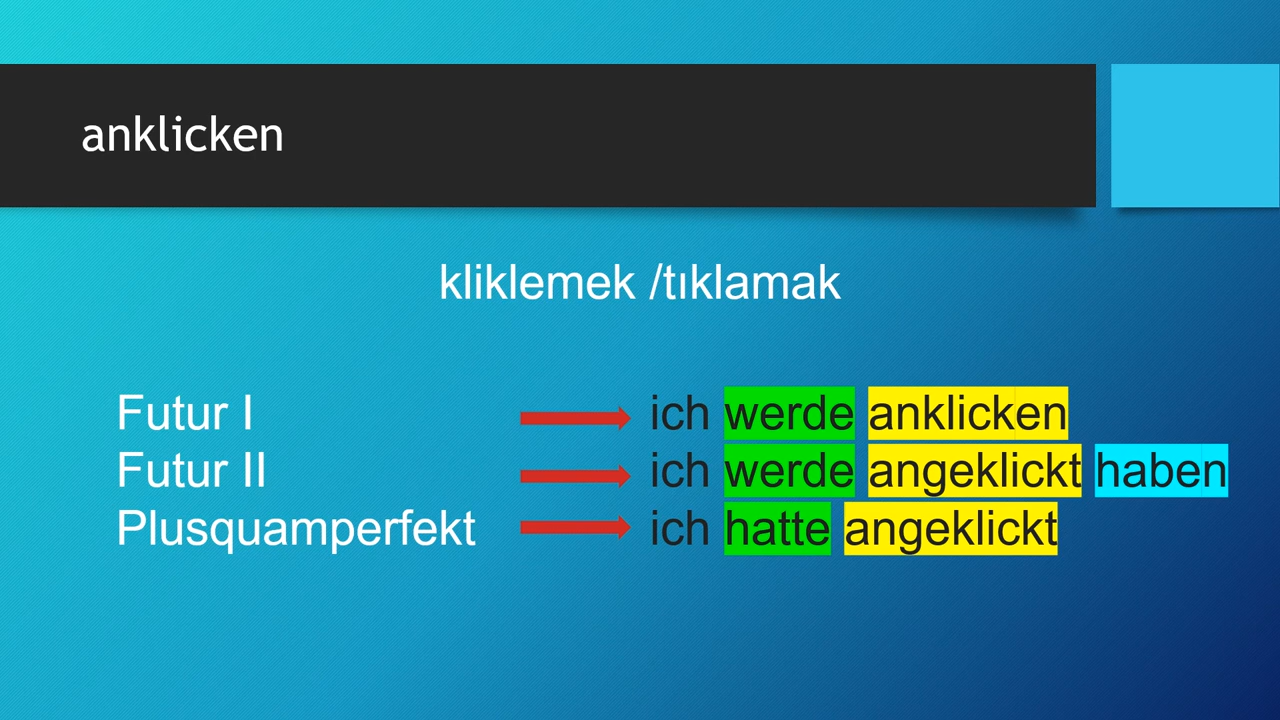 anklicken
kliklemek /tıklamak
Futur I ich werde anklicken
Futur II ich werde angeklickt haben
Plusquamperfekt ich hatte angeklickt